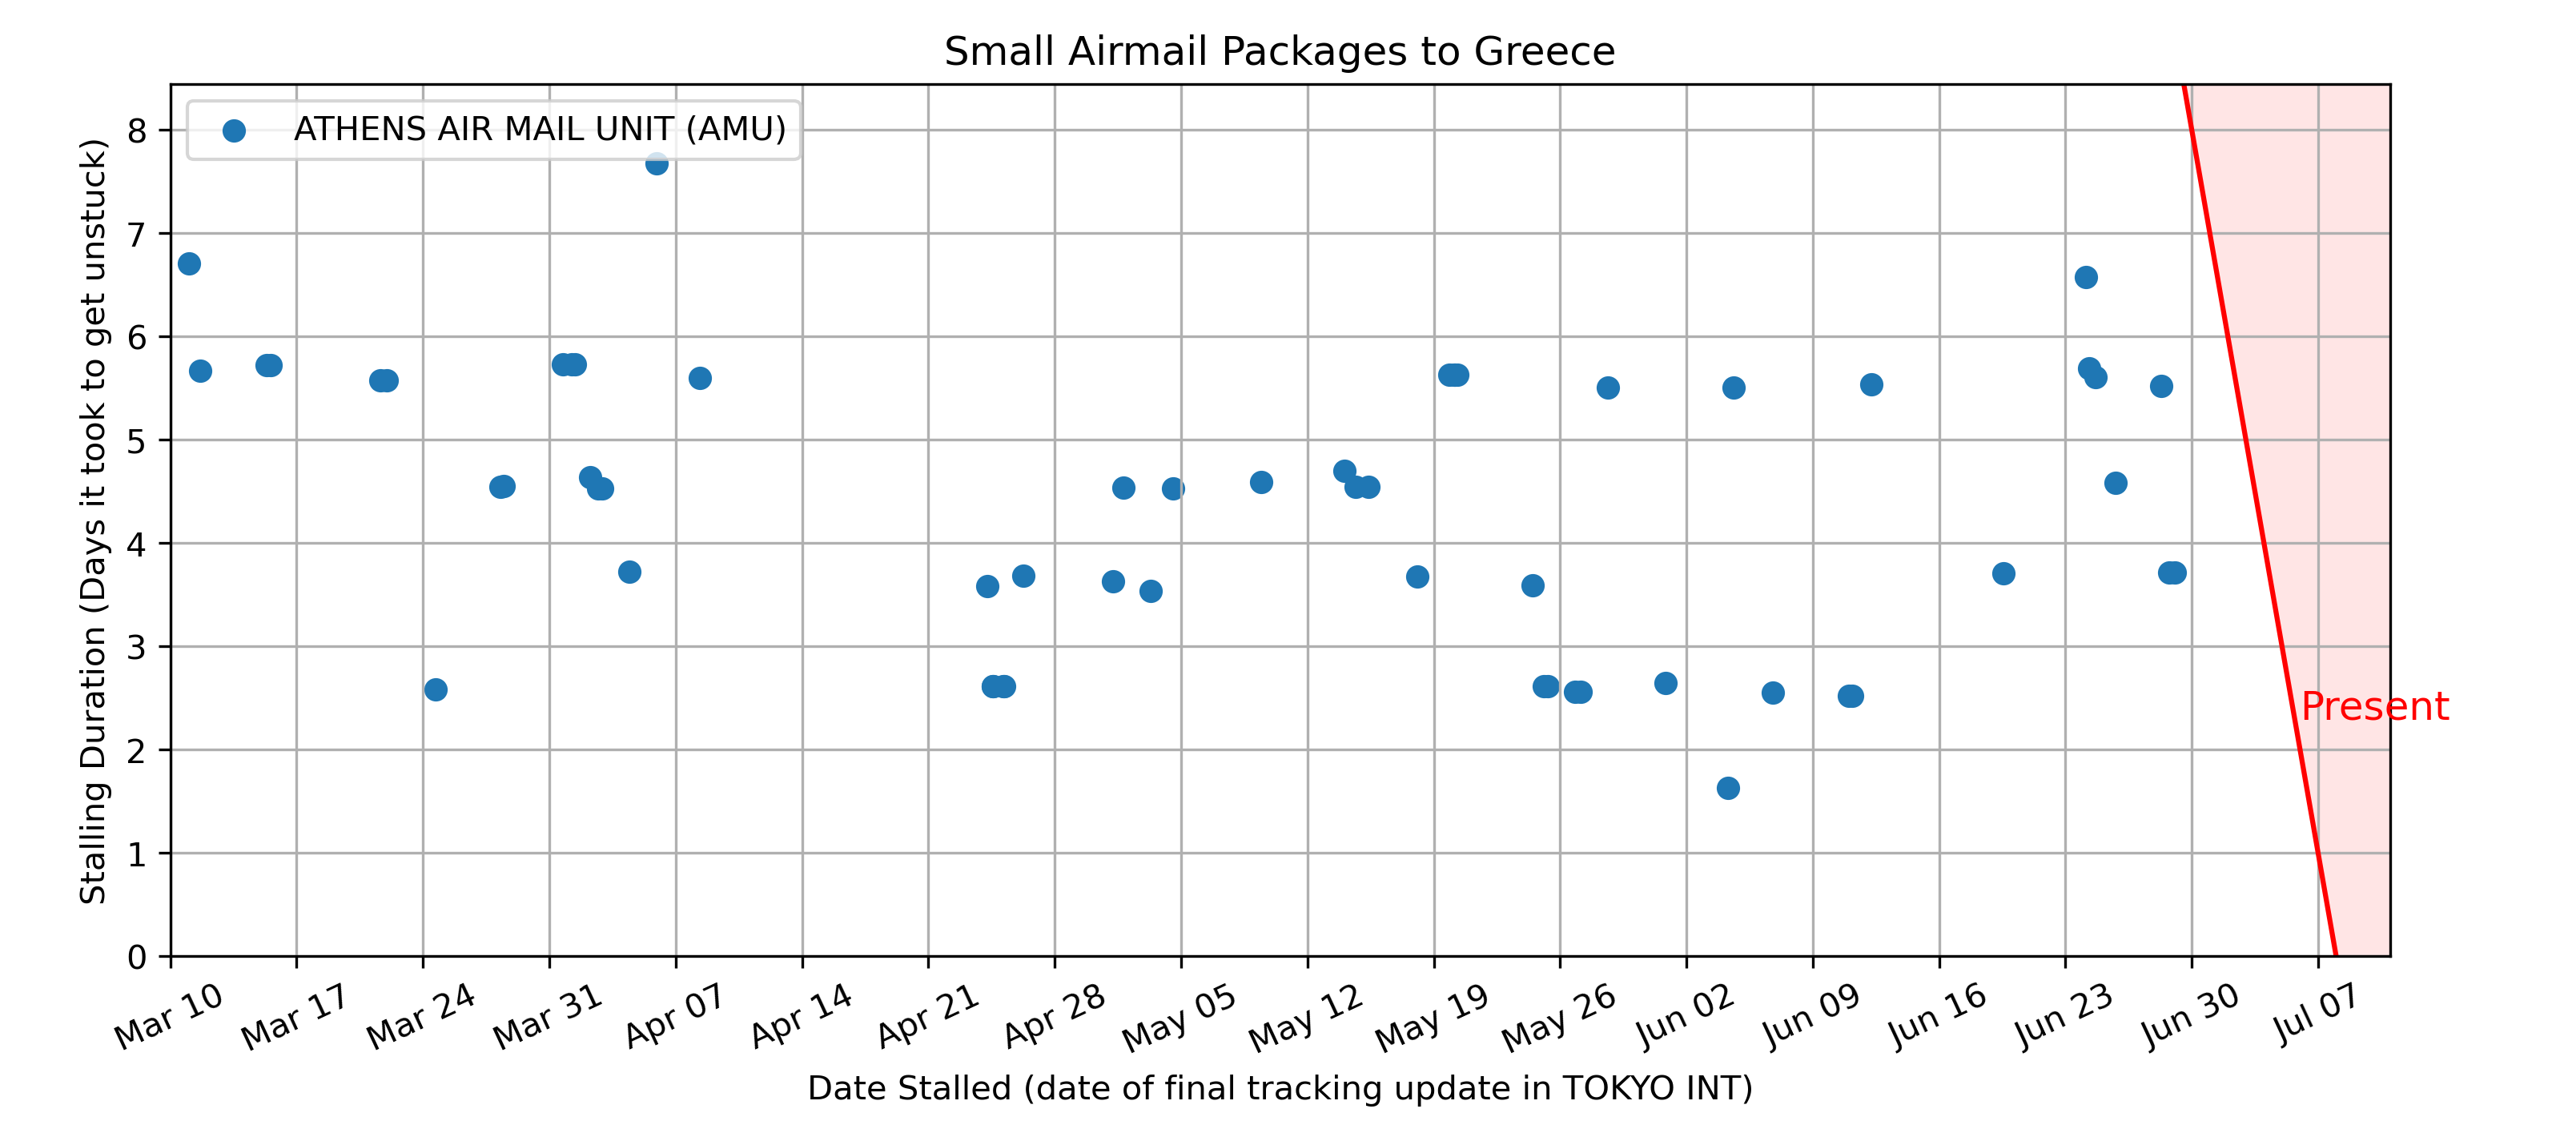 Small Airmail Packages to Greece
ATHENS AIR MAIL UNIT (AMU)
Stalling Duration (Days it took to get unstuck)
8
7
6
5
4
3
2
1
0
Present
Mar 10
Mar 17
Mar 24
Mar 31
Apr 07
Apr 14
Apr 21
Apr 28
May 05
May 12
May 19
May 26
Jun 02
Jun 09
Jun 16
Jun 23
Jun 30
Jul 07
Date Stalled (date of final tracking update in TOKYO INT)